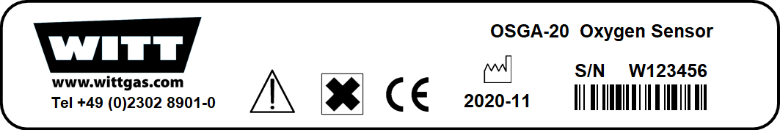 WITT
www.wittgas.com
Tel +49 (0)2302 8901-0
CE
2020-11
OSGA-20 Oxygen Sensor
S/N W123456